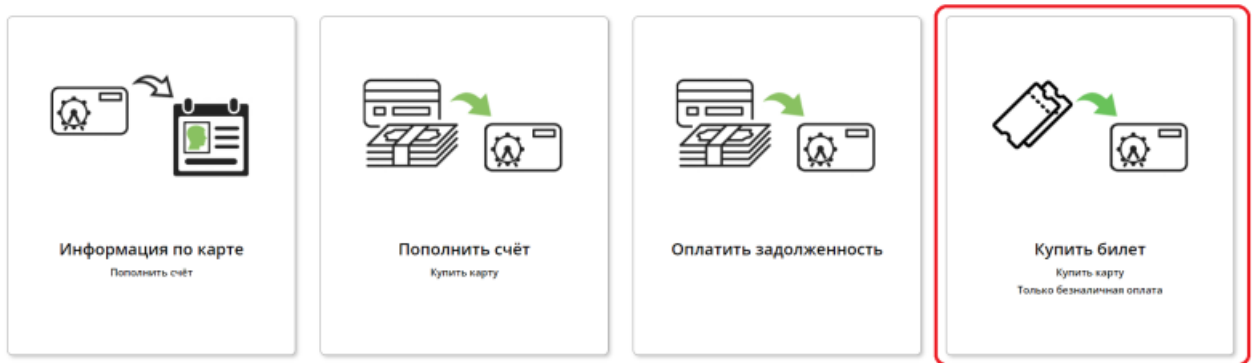 Информация по карте
Пополнить счёт
Пополнить счёт
Купить карту
Оплатить задолженность
Купить билет
Купить карту
Только безналичная оплата